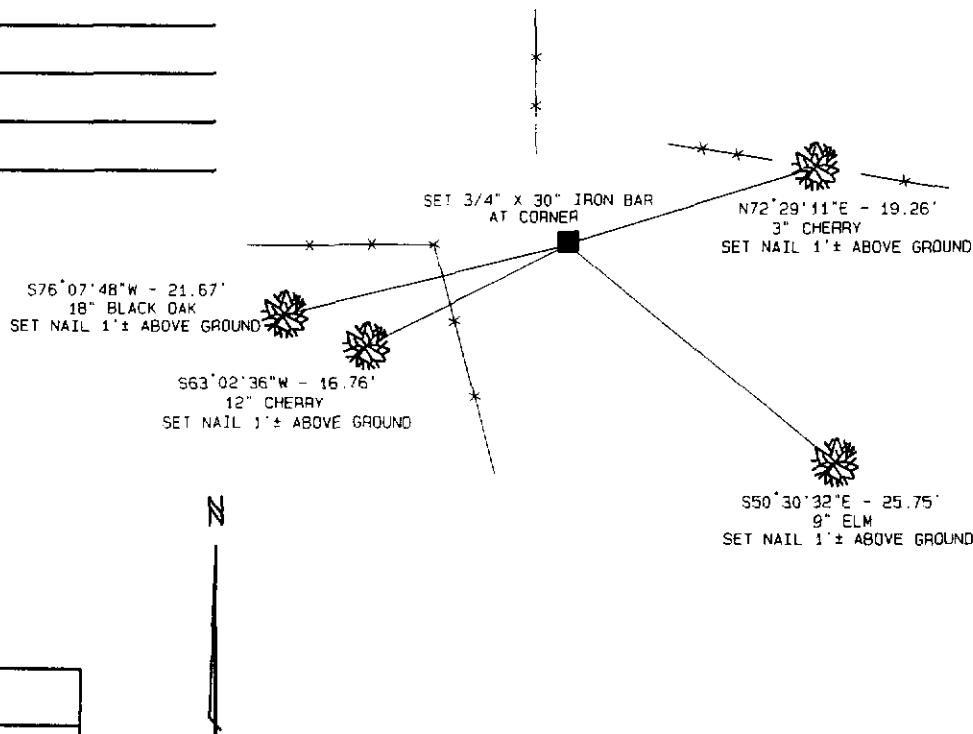 SET 3/4" X 30" IRON BAR
AT CORNER
N72°29'11"E - 19.26'
3" CHERRY
SET NAIL 1'± ABOVE GROUND
S76°07'48"W - 21.67'
18" BLACK OAK
SET NAIL 1'± ABOVE GROUND
S63°02'36"W - 16.76'
12" CHERRY
SET NAIL 1'± ABOVE GROUND
S50°30'32"E - 25.75'
9" ELM
SET NAIL 1'± ABOVE GROUND
N